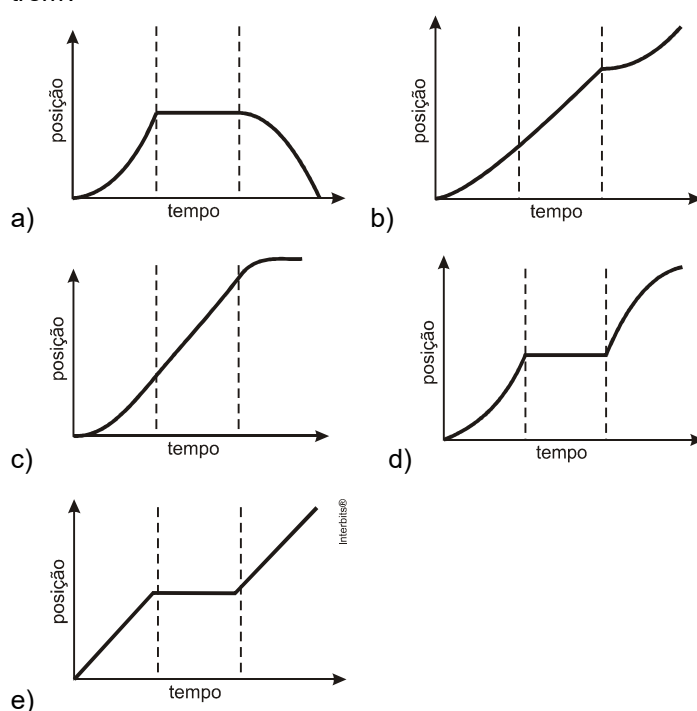 posição
tempo
a)
posição
tempo
b)
posição
tempo
c)
posição
tempo
d)
Interbits®
posição
tempo
e)